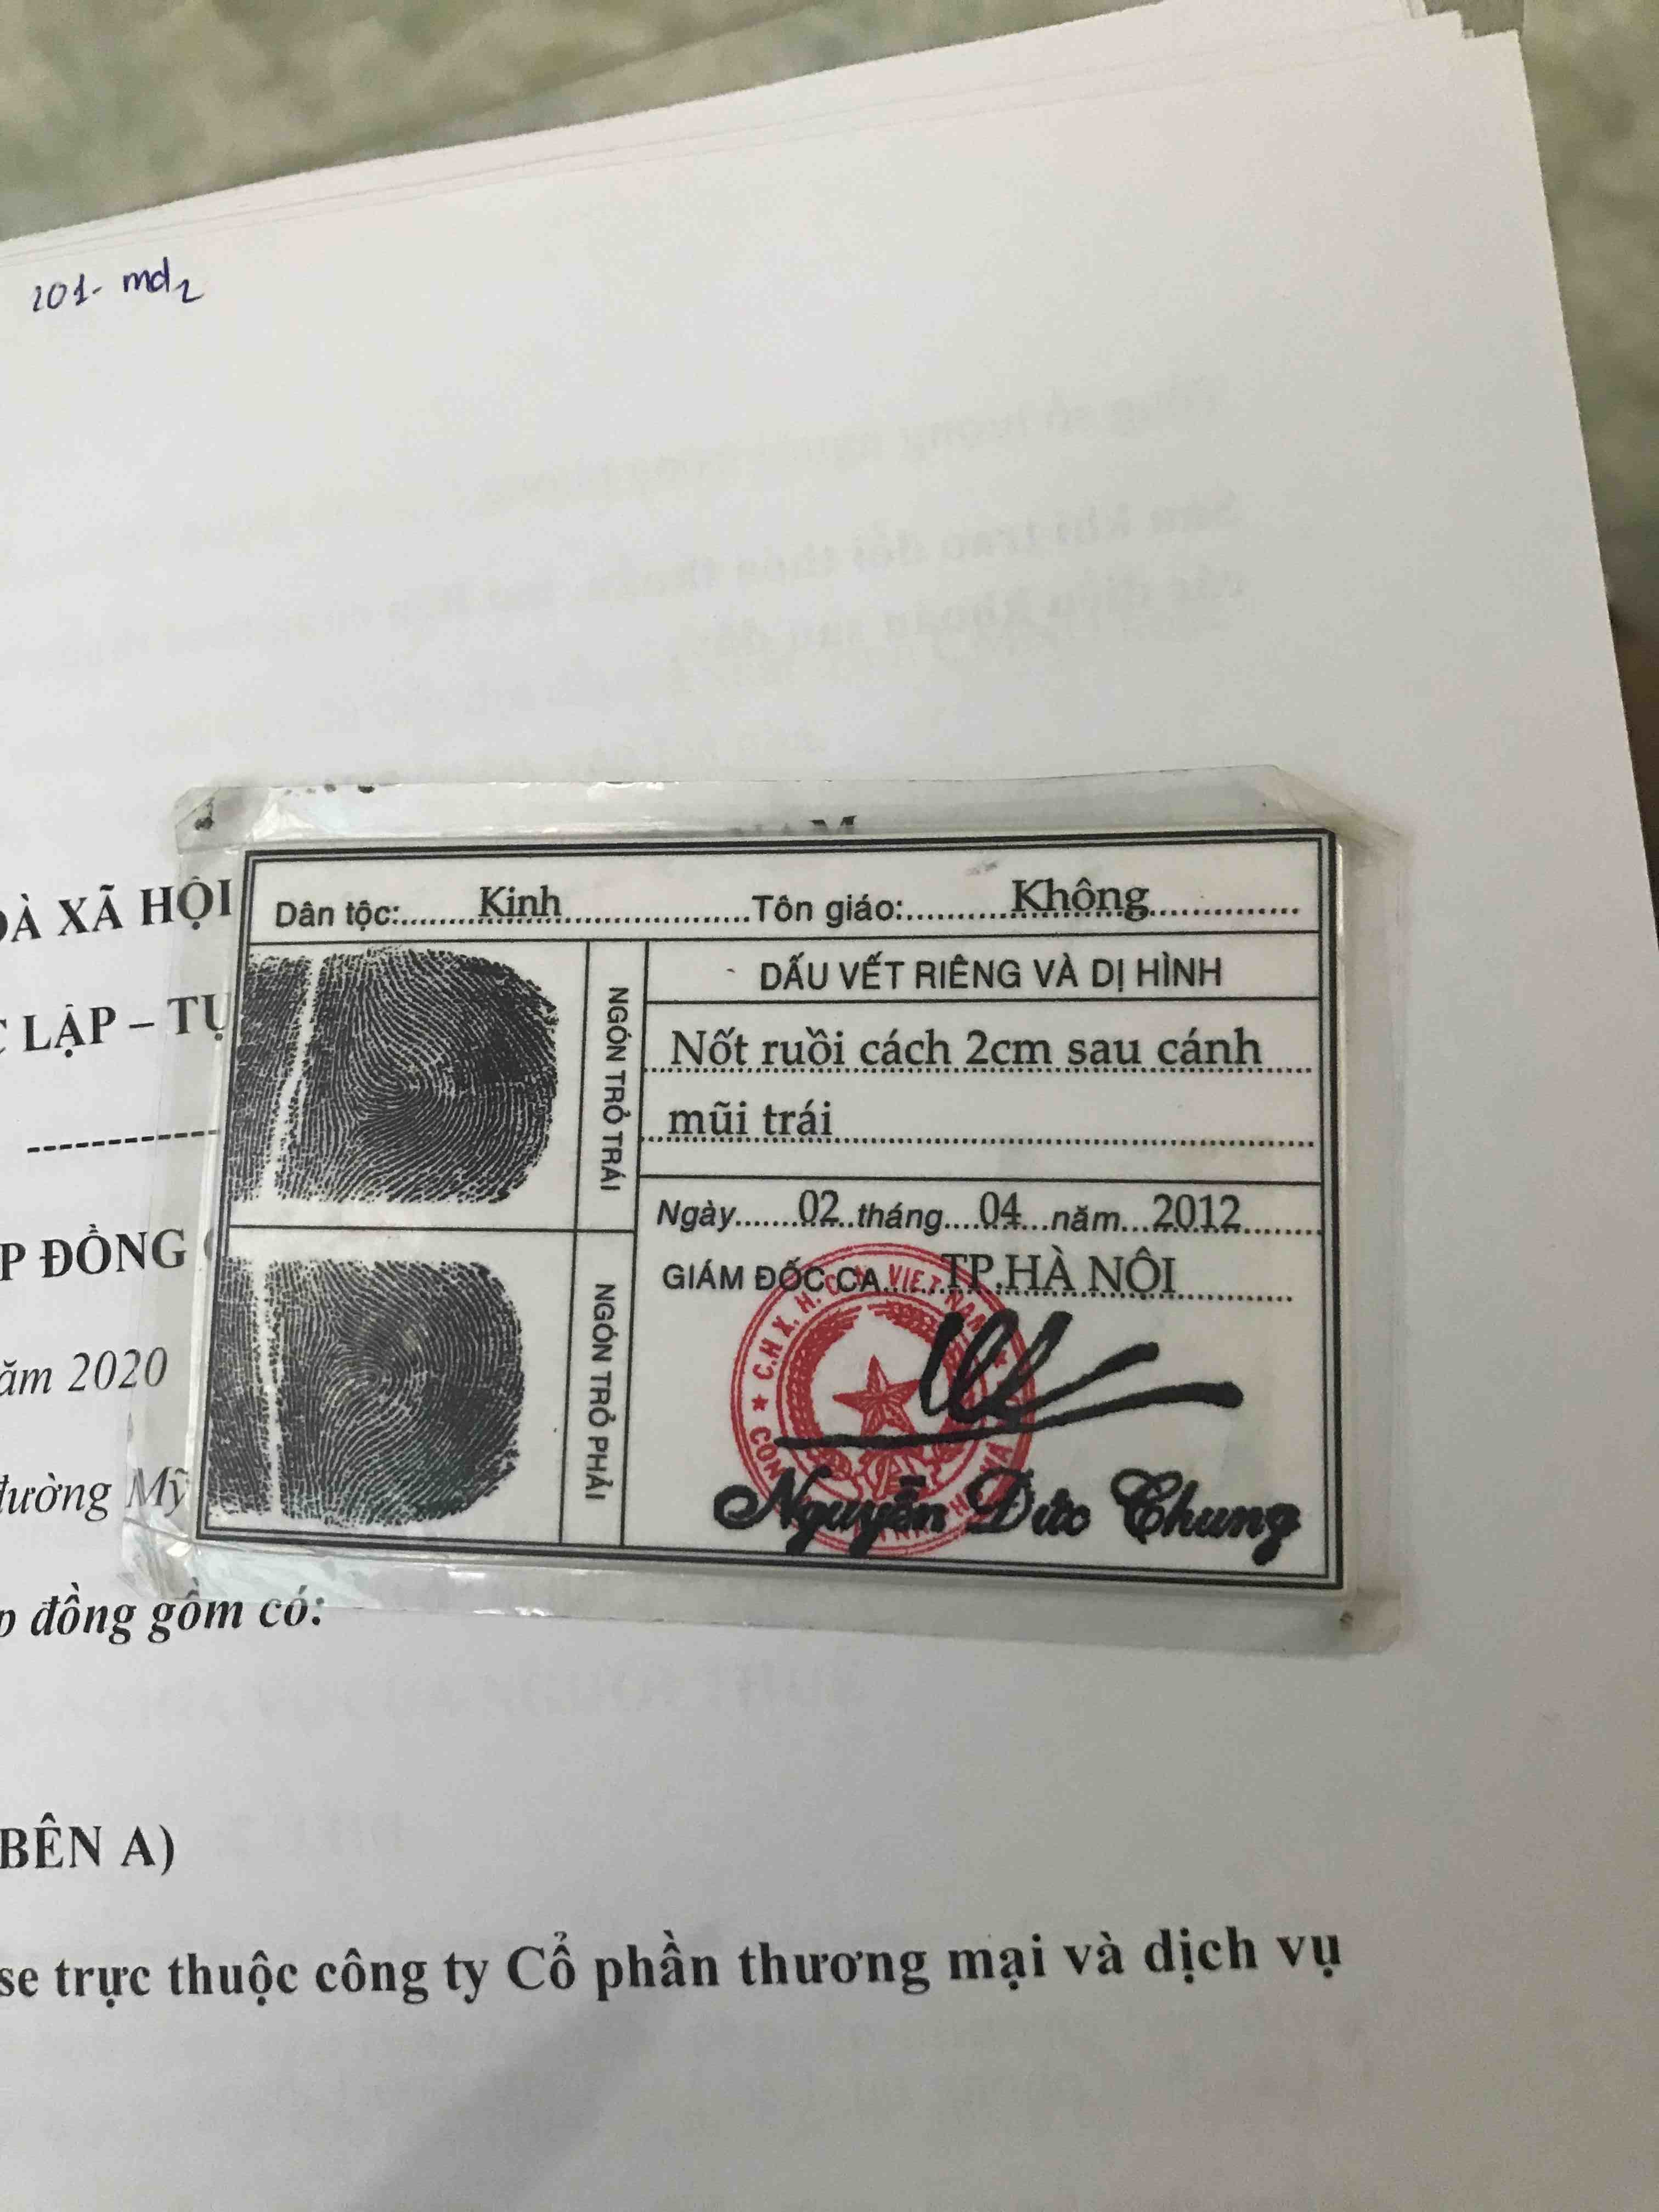 101- md2
OÀ XÃ HỘI
LẬP – TỰ
P ĐỒNG
ăm 2020
đường Mỹ
p đồng gồm có:
BÊN A)
se trực thuộc công ty Cổ phần thương mại và dịch vụ
Dân tộc:.......Kinh....................Tôn giáo:..........Không..............
NGÓN TRỎ TRÁI
NGÓN TRỎ PHẢI
DẤU VẾT RIÊNG VÀ DỊ HÌNH
Nốt ruồi cách 2cm sau cánh
mũi trái
Ngày.......02..tháng....04...năm...2012........
GIÁM ĐỐC CA......TP.HÀ NỘI
C.H.X.H.C.N. VIỆT NAM
Nguyễn Đức Chung